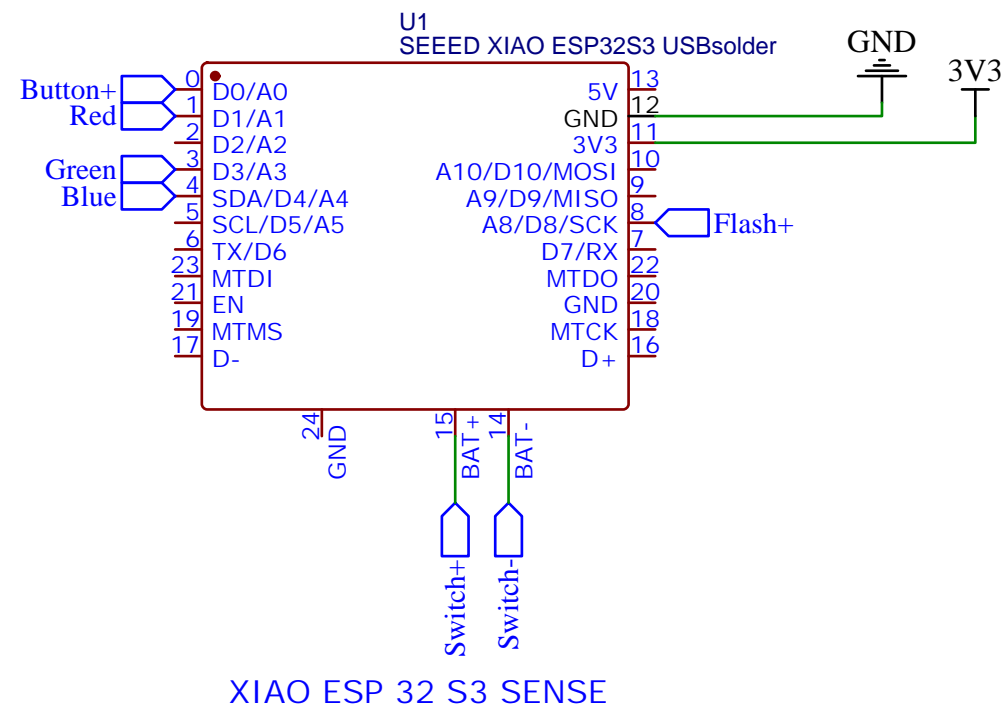 U1
SEEED XIAO ESP32S3 USBsolder
GND
3V3
Button+
Red
Green
Blue
0
1
2
3
4
5
6
23
21
19
17
D0/A0
D1/A1
D2/A2
D3/A3
SDA/D4/A4
SCL/D5/A5
TX/D6
MTDI
EN
MTMS
D-
5V
GND
3V3
A10/D10/MOSI
A9/D9/MISO
A8/D8/SCK
D7/RX
MTDO
GND
MTCK
D+
13
12
11
10
9
8
7
22
20
18
16
Flash+
24
GND
15
BAT+
14
BAT-
Switch+
Switch-
XIAO ESP 32 S3 SENSE